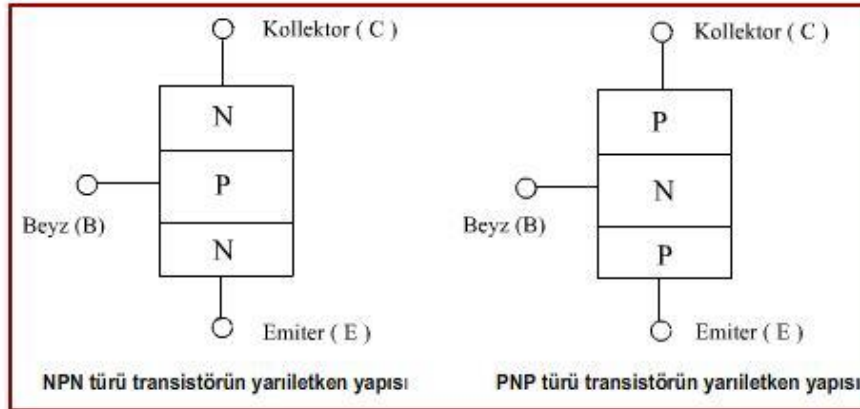 Kollektor ( C )
N
P
Beyz (B)
N
Emiter ( E )
NPN türü transistörün yarıiletken yapısı
Kollektor ( C )
P
N
Beyz (B)
P
Emiter ( E )
PNP türü transistörün yarıiletken yapısı